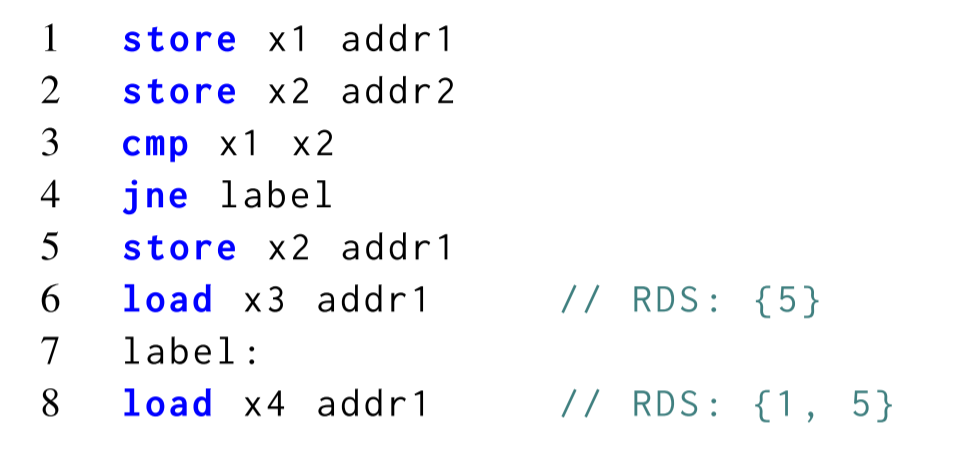 1 store x1 addr1
2 store x2 addr2
3 cmp x1 x2
4 jne label
5 store x2 addr1
6 load x3 addr1 // RDS: {5}
7 label:
8 load x4 addr1 // RDS: {1, 5}